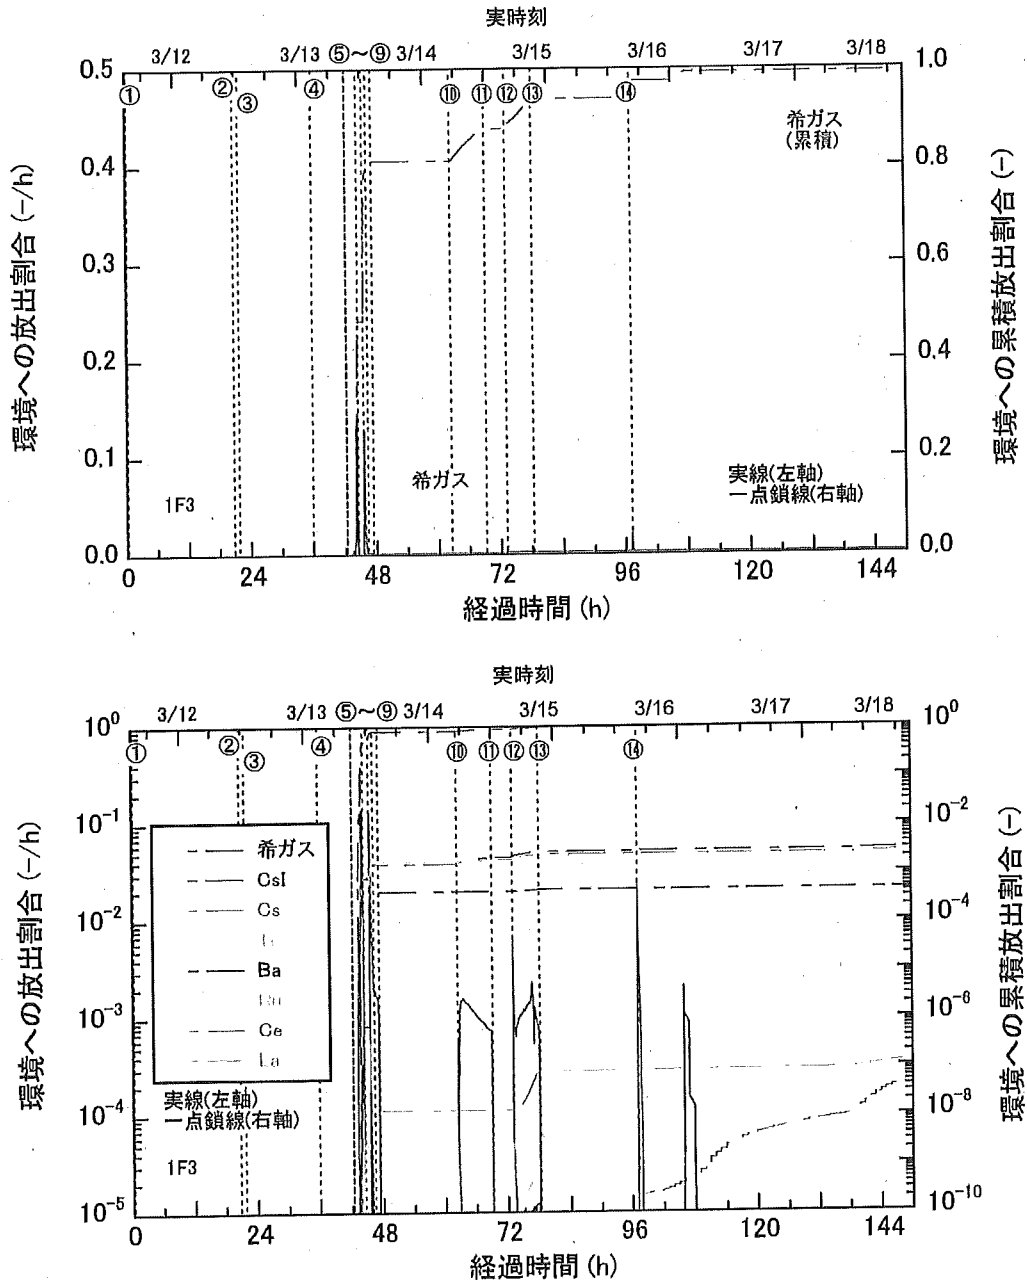 実時刻
3/12 3/13 ⑤～⑨ 3/14 3/15 3/16 3/17 3/18
① ② ③ ④ ⑩ ⑪ ⑫ ⑬ ⑭
環境への放出割合 (-/h)
0.5
0.4
0.3
0.2
0.1
0.0
希ガス
(累積)
希ガス
実線(左軸)
一点鎖線(右軸)
1F3
1.0
0.8
0.6
0.4
0.2
0.0
環境への累積放出割合 (-)
0 24 48 72 96 120 144
経過時間 (h)
実時刻
3/12 3/13 ⑤～⑨ 3/14 3/15 3/16 3/17 3/18
① ② ③ ④ ⑩ ⑪ ⑫ ⑬ ⑭
環境への放出割合 (-/h)
10⁰
10⁻¹
10⁻²
10⁻³
10⁻⁴
10⁻⁵
希ガス
CsI
Cs
Ba
Ce
La
実線(左軸)
一点鎖線(右軸)
1F3
10⁰
10⁻²
10⁻⁴
10⁻⁶
10⁻⁸
10⁻¹⁰
環境への累積放出割合 (-)
0 24 48 72 96 120 144
経過時間 (h)